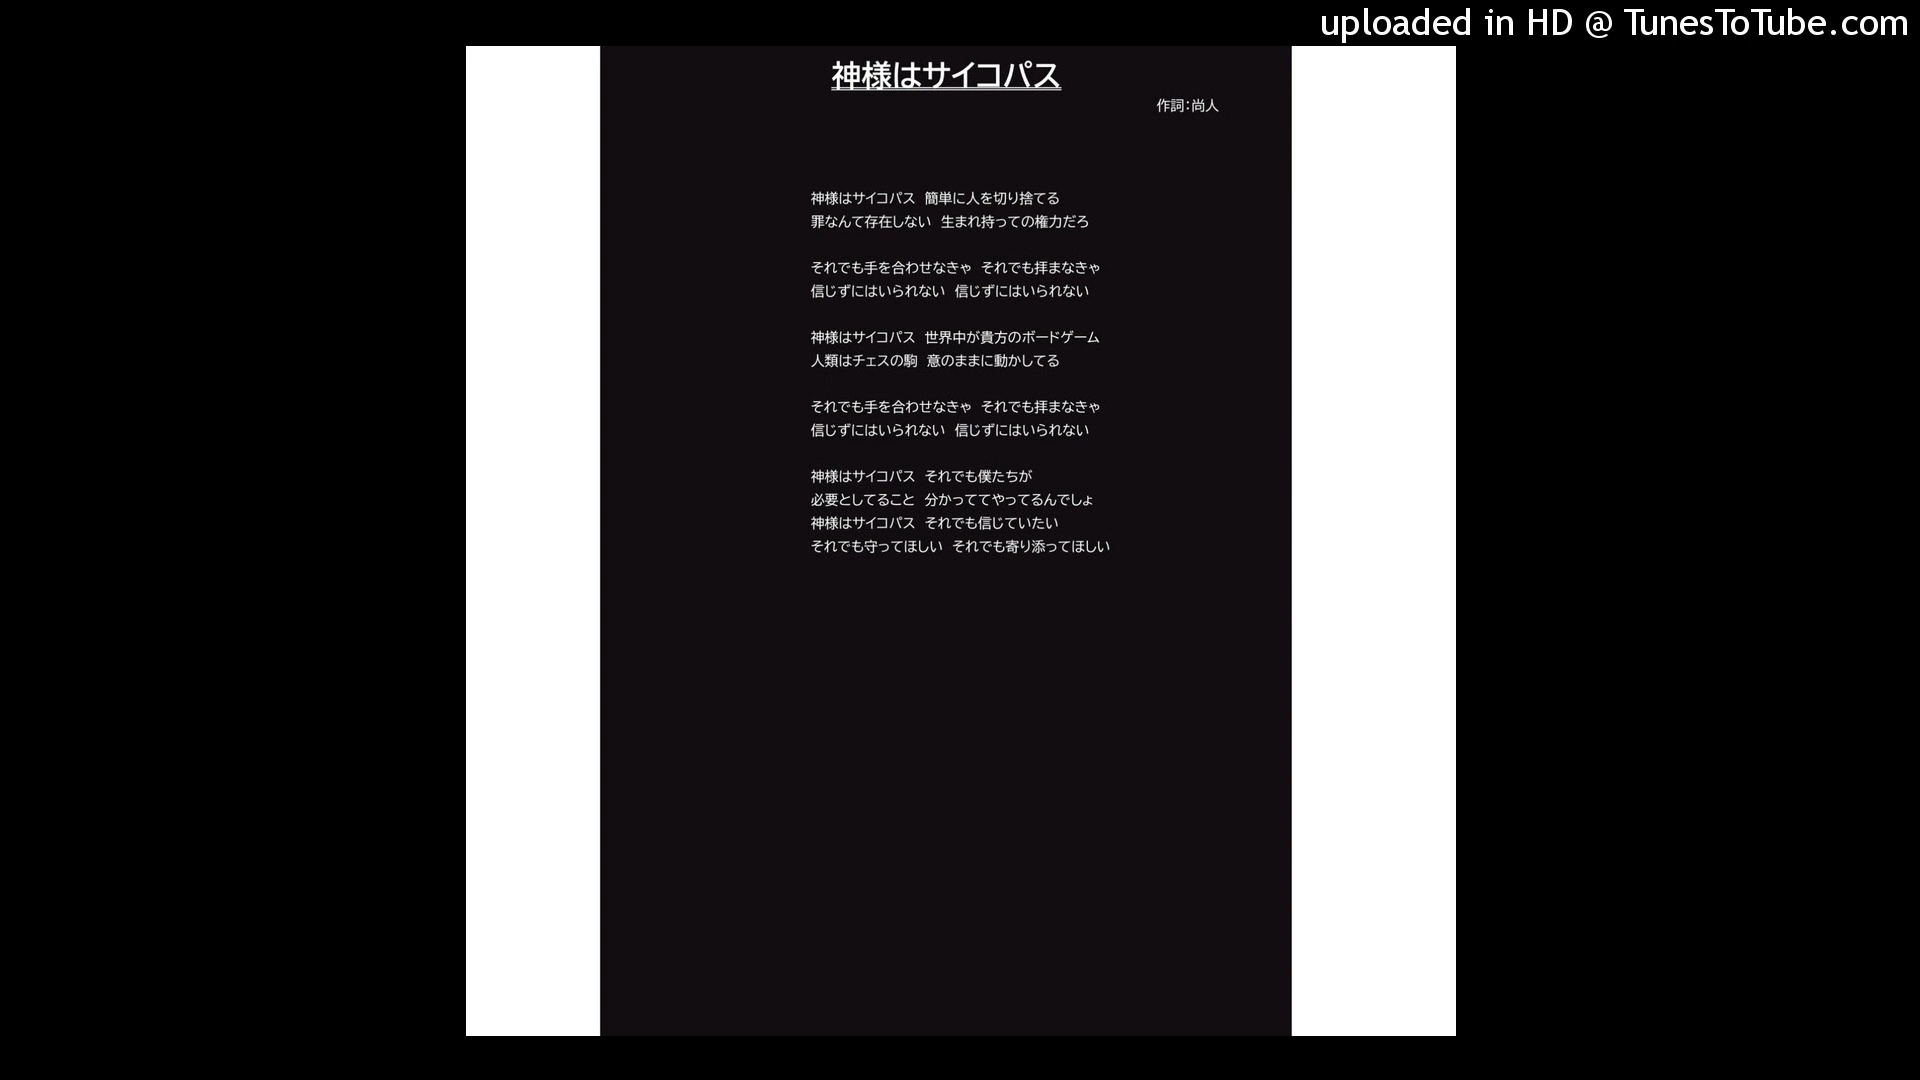 uploaded in HD @ TunesToTube.com
神様はサイコパス
作詞：尚人
神様はサイコパス　簡単に人を切り捨てる
罪なんて存在しない　生まれ持っての権力だろ
それでも手を合わせなきゃ　それでも拝まなきゃ
信じずにはいられない　信じずにはいられない
神様はサイコパス　世界中が貴方のボードゲーム
人類はチェスの駒　意のままに動かしてる
それでも手を合わせなきゃ　それでも拝まなきゃ
信じずにはいられない　信じずにはいられない
神様はサイコパス　それでも僕たちが
必要としてること　分かっててやってるんでしょ
神様はサイコパス　それでも信じていたい
それでも守ってほしい　それでも寄り添ってほしい